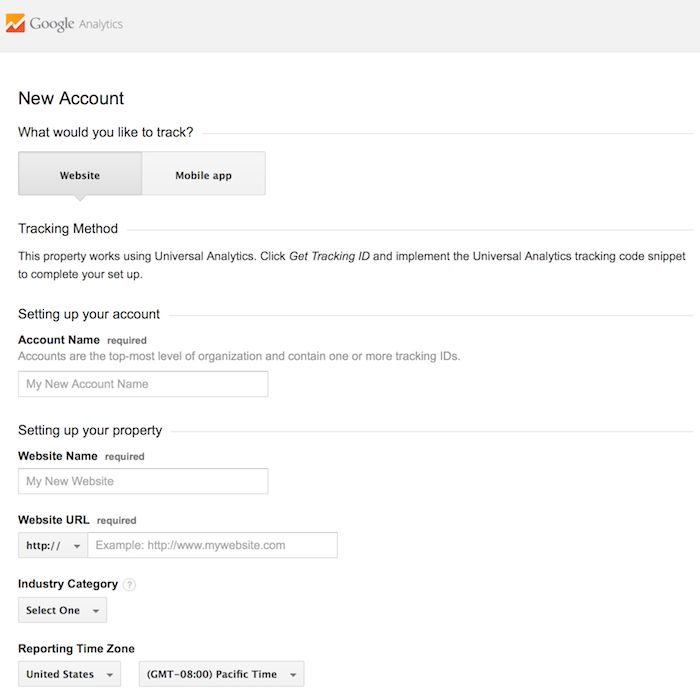 Google Analytics
New Account
What would you like to track?
Website Mobile app
Tracking Method
This property works using Universal Analytics. Click Get Tracking ID and implement the Universal Analytics tracking code snippet
to complete your set up.
Setting up your account
Account Name required
Accounts are the top-most level of organization and contain one or more tracking IDs.
My New Account Name
Setting up your property
Website Name required
My New Website
Website URL required
http:// Example: http://www.mywebsite.com
Industry Category ?
Select One
Reporting Time Zone
United States (GMT-08:00) Pacific Time